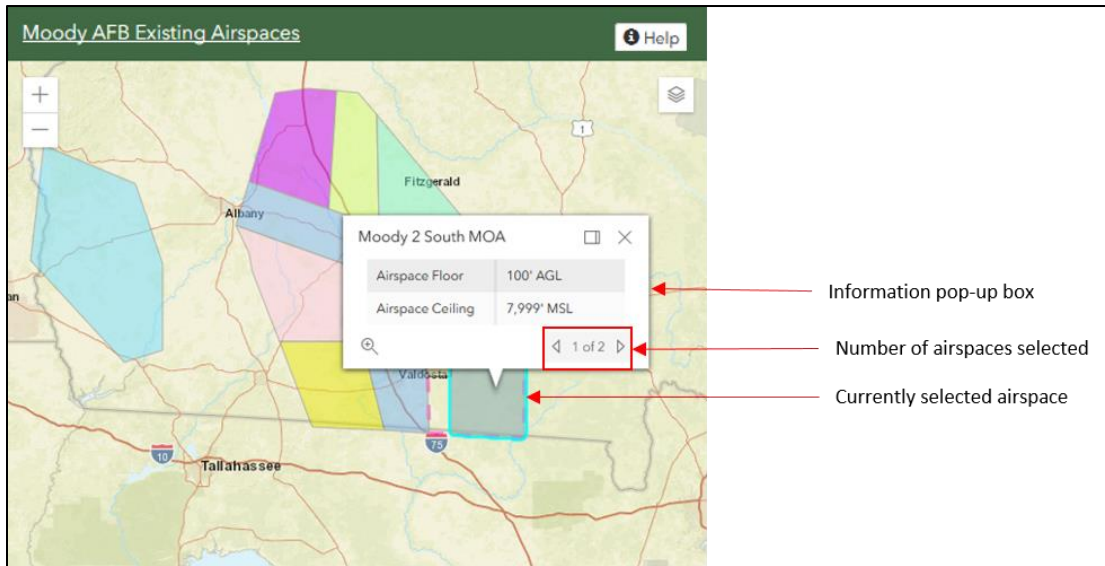 Moody AFB Existing Airspaces
Help
+
−
1
Fitzgerald
Albany
Moody 2 South MOA
Airspace Floor 100' AGL
Airspace Ceiling 7,999' MSL
1 of 2
an
Valdosta
75
10
Tallahassee
Information pop-up box
Number of airspaces selected
Currently selected airspace